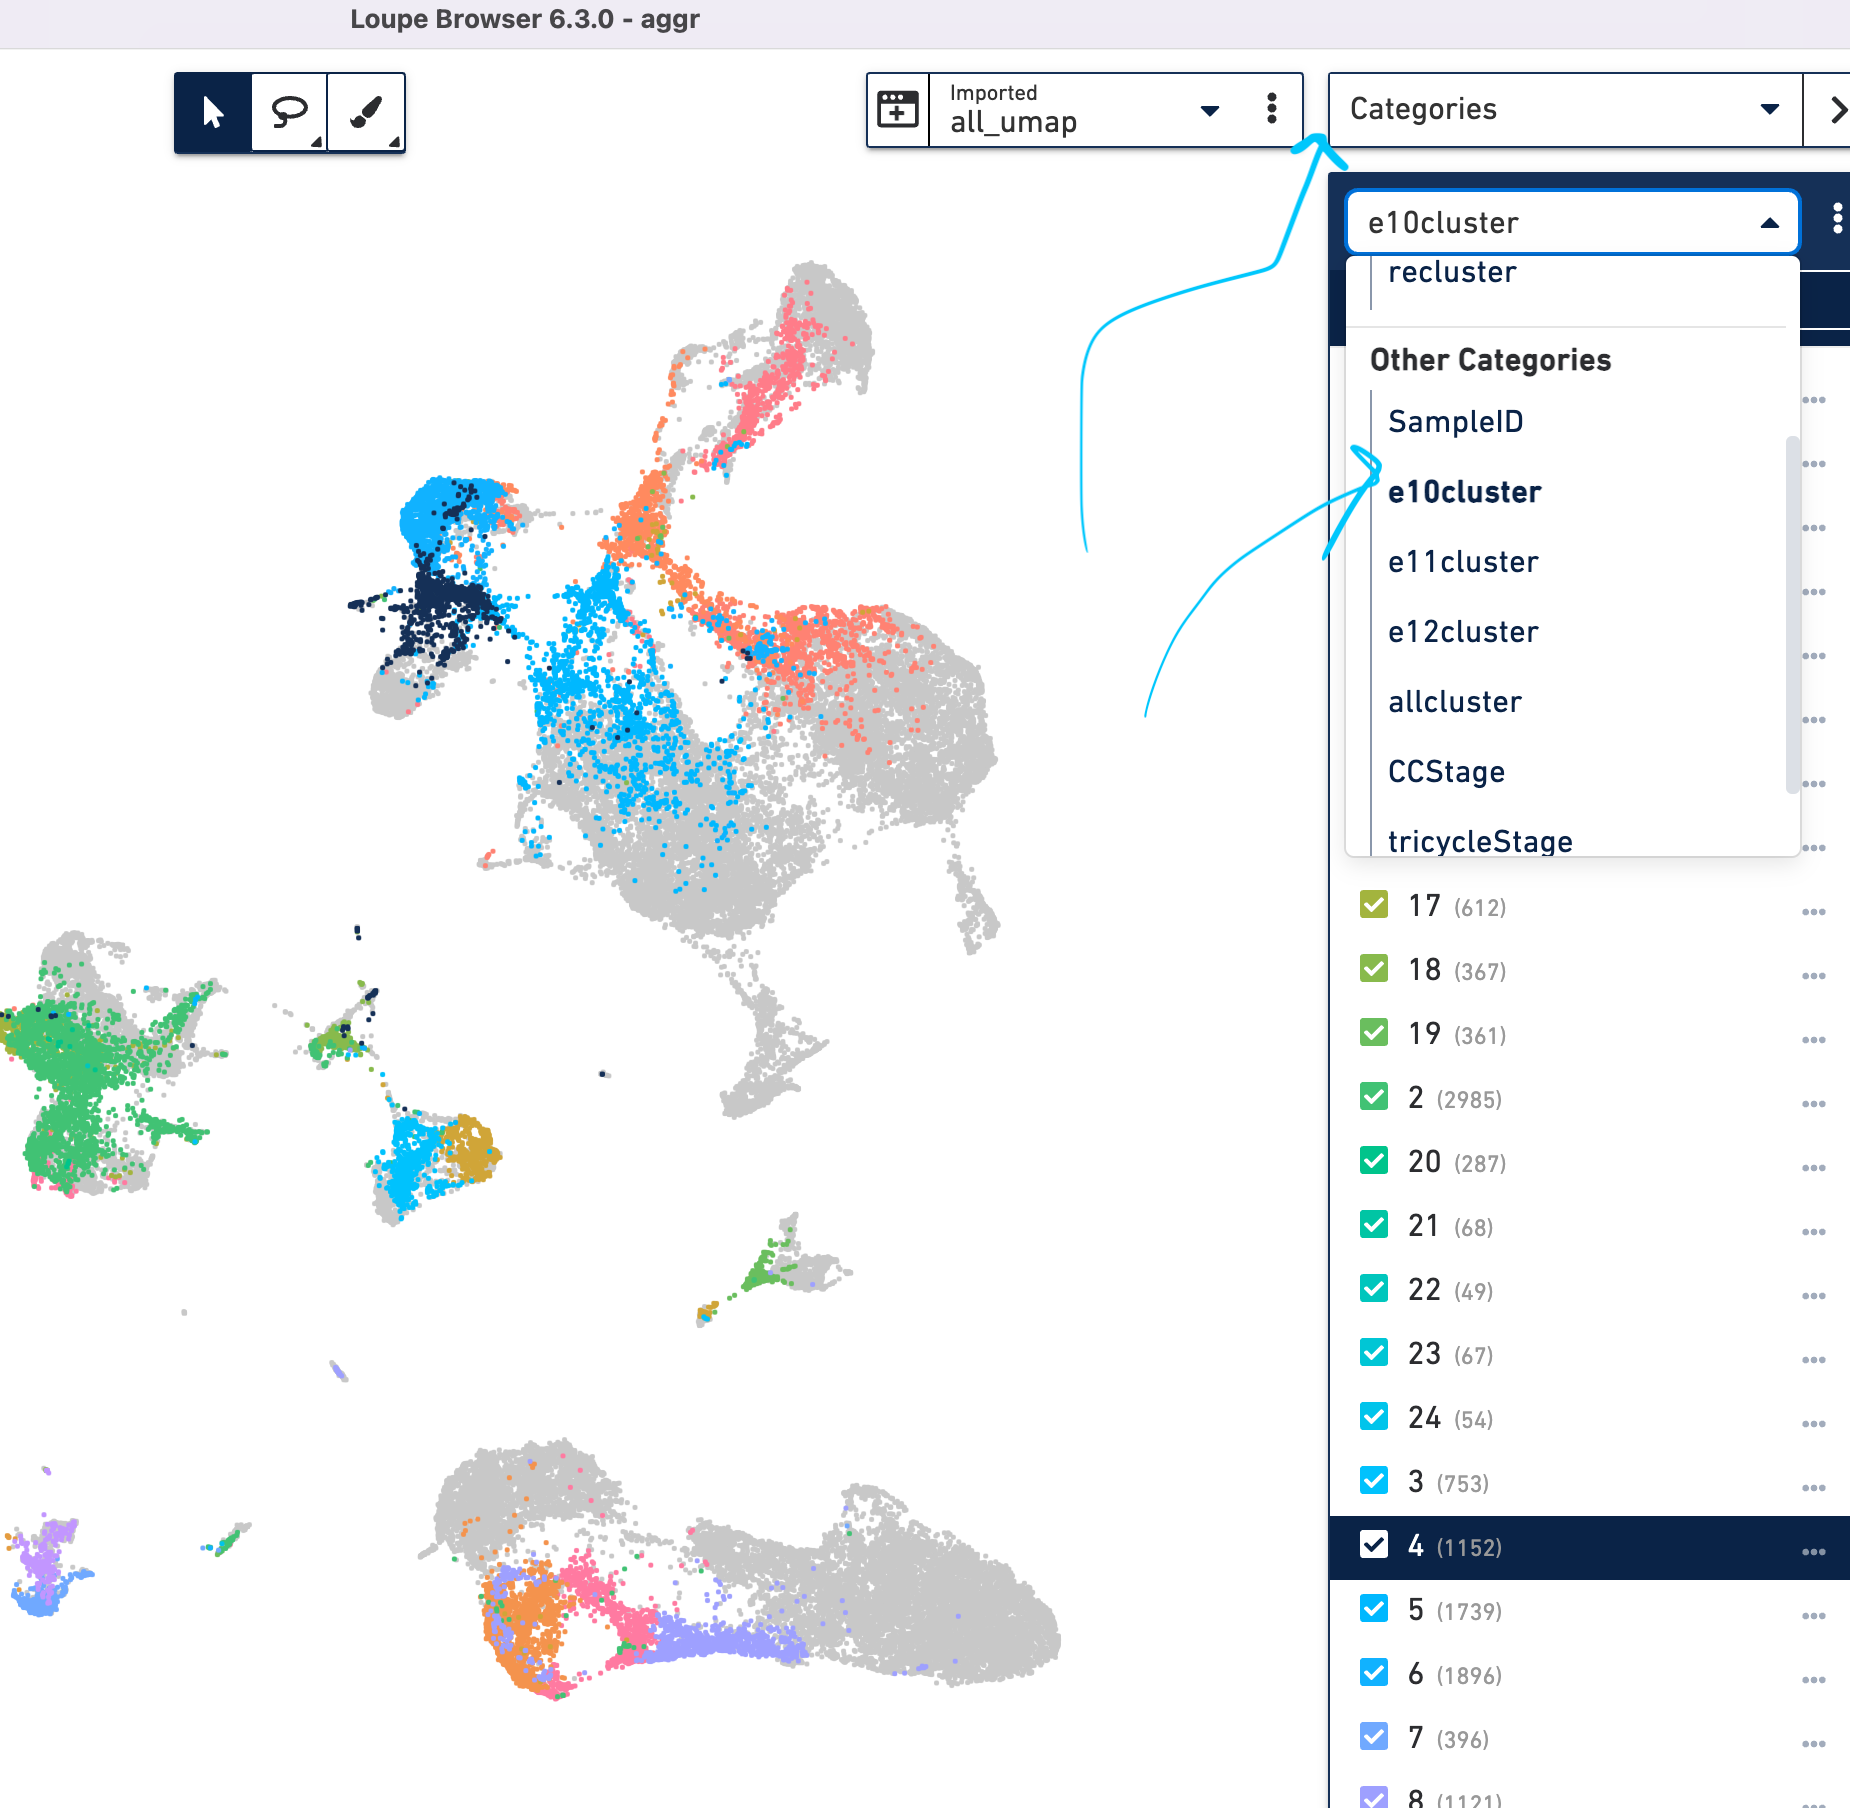 Loupe Browser 6.3.0 - aggr
Imported
all_umap
Categories
e10cluster
recluster
Other Categories
SampleID
e10cluster
e11cluster
e12cluster
allcluster
CCStage
tricycleStage
17 (612)
18 (367)
19 (361)
2 (2985)
20 (287)
21 (68)
22 (49)
23 (67)
24 (54)
3 (753)
4 (1152)
5 (1739)
6 (1896)
7 (396)
8 (1121)